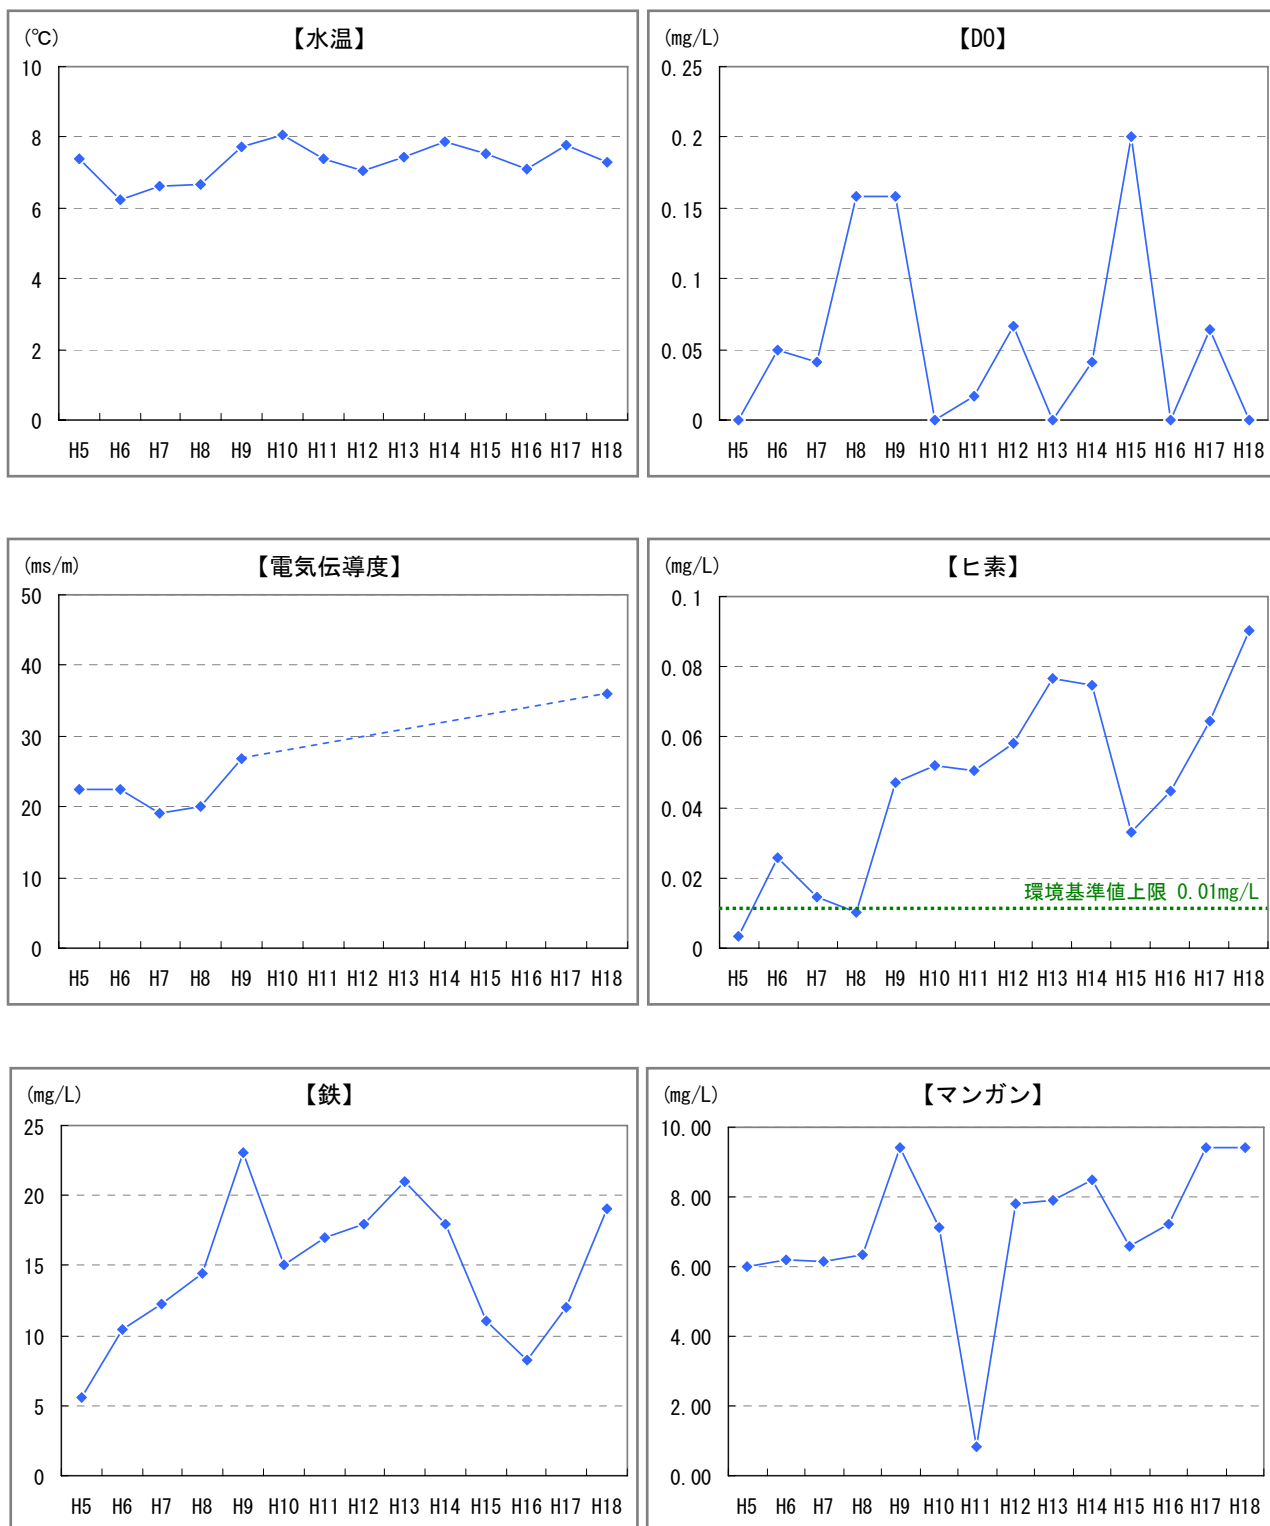 (℃)
【水温】
10
8
6
4
2
0
H5 H6 H7 H8 H9 H10 H11 H12 H13 H14 H15 H16 H17 H18
(mg/L)
【DO】
0.25
0.2
0.15
0.1
0.05
0
H5 H6 H7 H8 H9 H10 H11 H12 H13 H14 H15 H16 H17 H18
(ms/m)
【電気伝導度】
50
40
30
20
10
0
H5 H6 H7 H8 H9 H10 H11 H12 H13 H14 H15 H16 H17 H18
(mg/L)
【ヒ素】
0.1
0.08
0.06
0.04
0.02
0
環境基準値上限 0.01mg/L
H5 H6 H7 H8 H9 H10 H11 H12 H13 H14 H15 H16 H17 H18
(mg/L)
【鉄】
25
20
15
10
5
0
H5 H6 H7 H8 H9 H10 H11 H12 H13 H14 H15 H16 H17 H18
(mg/L)
【マンガン】
10.00
8.00
6.00
4.00
2.00
0.00
H5 H6 H7 H8 H9 H10 H11 H12 H13 H14 H15 H16 H17 H18